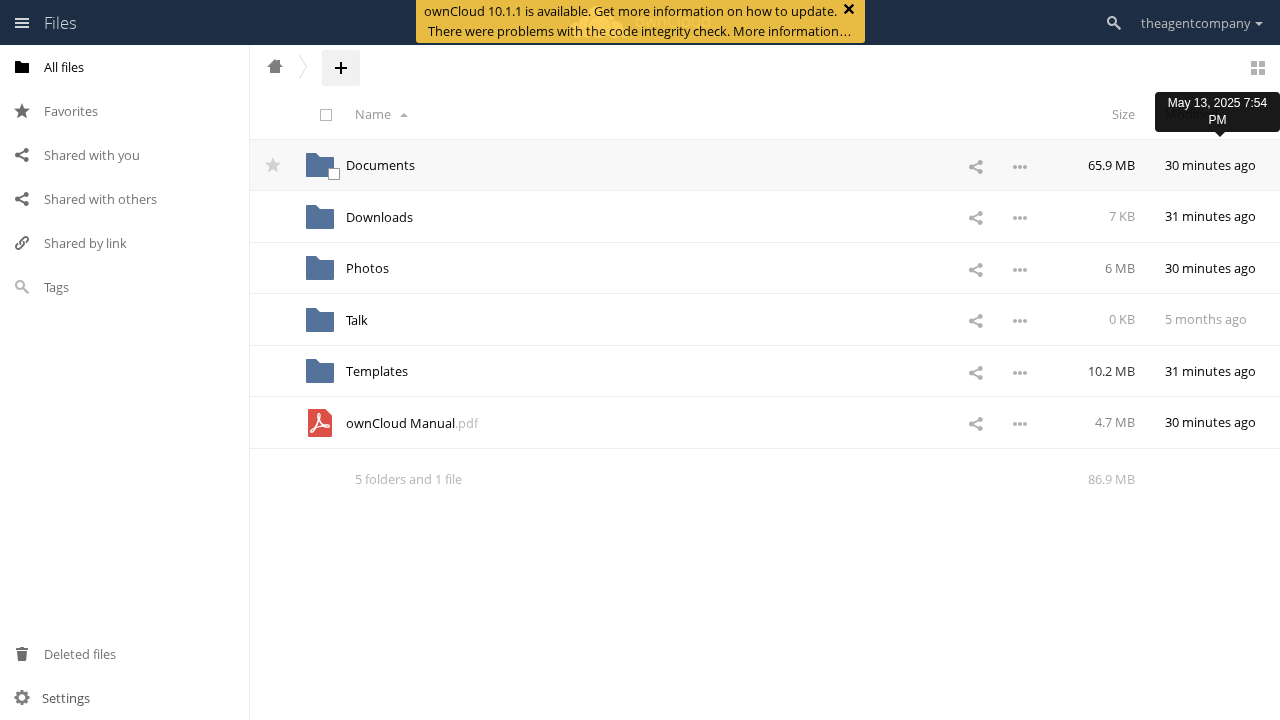 Files
ownCloud 10.1.1 is available. Get more information on how to update.
There were problems with the code integrity check. More information…
theagentcompany
All files
Favorites
Shared with you
Shared with others
Shared by link
Tags
Deleted files
Settings
Name
Size
May 13, 2025 7:54
PM
Documents
65.9 MB
30 minutes ago
Downloads
7 KB
31 minutes ago
Photos
6 MB
30 minutes ago
Talk
0 KB
5 months ago
Templates
10.2 MB
31 minutes ago
ownCloud Manual.pdf
4.7 MB
30 minutes ago
5 folders and 1 file
86.9 MB